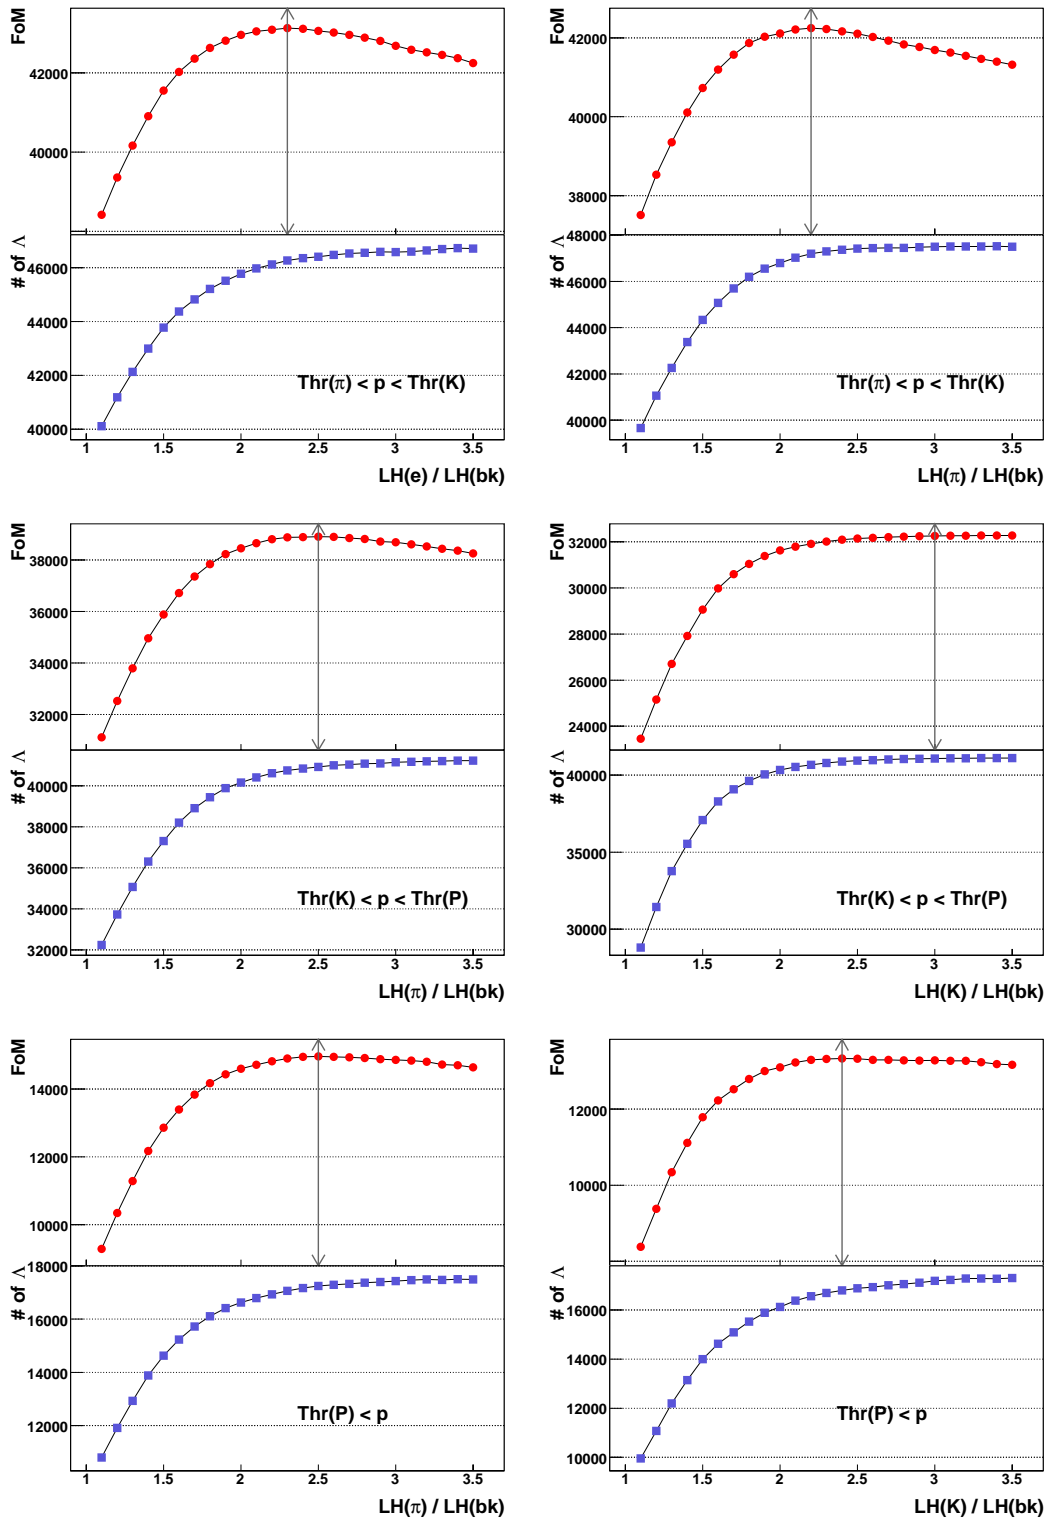 FoM
42000
40000
# of Λ
46000
44000
42000
40000
Thr(π) < p < Thr(K)
1 1.5 2 2.5 3 3.5
LH(e) / LH(bk)
FoM
42000
40000
38000
# of Λ
48000
46000
44000
42000
40000
Thr(π) < p < Thr(K)
1 1.5 2 2.5 3 3.5
LH(π) / LH(bk)
FoM
38000
36000
34000
32000
# of Λ
40000
38000
36000
34000
32000
Thr(K) < p < Thr(P)
1 1.5 2 2.5 3 3.5
LH(π) / LH(bk)
FoM
32000
30000
28000
26000
24000
# of Λ
40000
35000
30000
Thr(K) < p < Thr(P)
1 1.5 2 2.5 3 3.5
LH(K) / LH(bk)
FoM
14000
12000
10000
# of Λ
18000
16000
14000
12000
Thr(P) < p
1 1.5 2 2.5 3 3.5
LH(π) / LH(bk)
FoM
12000
10000
# of Λ
16000
14000
12000
10000
Thr(P) < p
1 1.5 2 2.5 3 3.5
LH(K) / LH(bk)